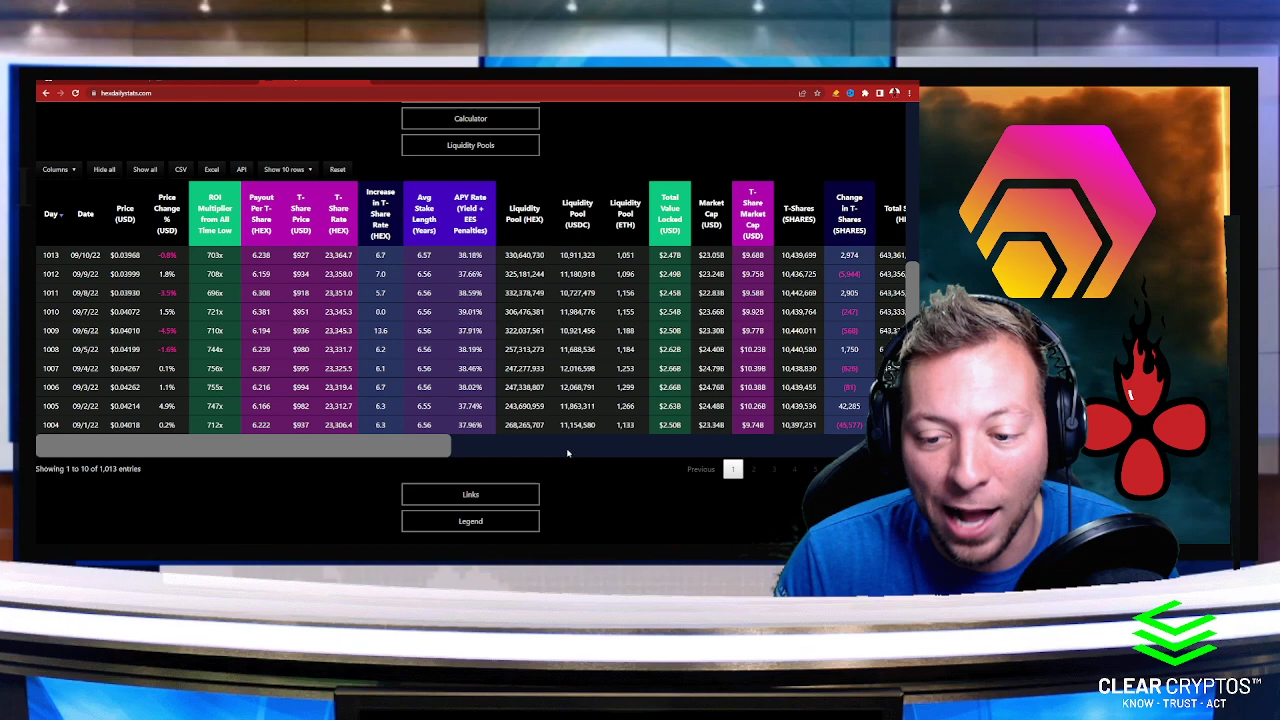 hexdailystats.com
Calculator
Liquidity Pools
Columns Hide all Show all CSV Excel API Show 10 rows Reset
Day Date Price (USD) Price Change % (USD) ROI Multiplier from All Time Low Payout Per T-Share (HEX) T-Share Price (USD) T-Share Rate (HEX) Increase in T-Share Rate (HEX) Avg Stake Length (Years) APY Rate (Yield + EES Penalties) Liquidity Pool (HEX) Liquidity Pool (USDC) Liquidity Pool (ETH) Total Value Locked (USD) Market Cap (USD) T-Share Market Cap (USD) T-Shares (SHARES) Change in T-Shares (SHARES) Total S (HE
1013 09/10/22 $0.03968 -0.8% 703x 6.238 $927 23,364.7 6.7 6.57 38.18% 330,640,730 10,911,323 1,051 $2.47B $23.05B $9.68B 10,439,699 2,974 643,361,
1012 09/9/22 $0.03999 1.8% 708x 6.159 $934 23,358.0 7.0 6.56 37.66% 325,181,244 11,180,918 1,096 $2.49B $23.24B $9.75B 10,436,725 (5,944) 643,356,
1011 09/8/22 $0.03930 -3.5% 696x 6.308 $918 23,351.0 5.7 6.56 38.59% 332,378,749 10,727,479 1,156 $2.45B $22.83B $9.58B 10,442,669 2,905 643,342,
1010 09/7/22 $0.04072 1.5% 721x 6.381 $951 23,345.3 0.0 6.56 39.01% 306,476,381 11,984,776 1,155 $2.54B $23.66B $9.92B 10,439,764 (247) 643,333,
1009 09/6/22 $0.04010 -4.5% 710x 6.194 $936 23,345.3 13.6 6.56 37.91% 322,037,561 10,921,456 1,188 $2.50B $23.30B $9.77B 10,440,011 (568) 643,3
1008 09/5/22 $0.04199 -1.6% 744x 6.239 $980 23,331.7 6.2 6.56 38.19% 257,313,273 11,688,536 1,184 $2.62B $24.40B $10.23B 10,440,580 1,750
1007 09/4/22 $0.04267 0.1% 756x 6.287 $995 23,325.5 6.1 6.56 38.46% 247,277,933 12,016,598 1,253 $2.66B $24.79B $10.39B 10,438,830 (626)
1006 09/3/22 $0.04262 1.1% 755x 6.216 $994 23,319.4 6.7 6.56 38.02% 247,338,807 12,068,791 1,299 $2.66B $24.76B $10.38B 10,439,455 (81)
1005 09/2/22 $0.04214 4.9% 747x 6.166 $982 23,312.7 6.3 6.55 37.74% 243,690,959 11,863,311 1,266 $2.63B $24.48B $10.26B 10,439,536 42,285
1004 09/1/22 $0.04018 0.2% 712x 6.222 $937 23,306.4 6.3 6.56 37.96% 268,265,707 11,154,580 1,133 $2.50B $23.34B $9.74B 10,397,251 (45,577)
Showing 1 to 10 of 1,013 entries Previous 1 2 3 4 5
Links
Legend
CLEAR CRYPTOS™
KNOW - TRUST - ACT